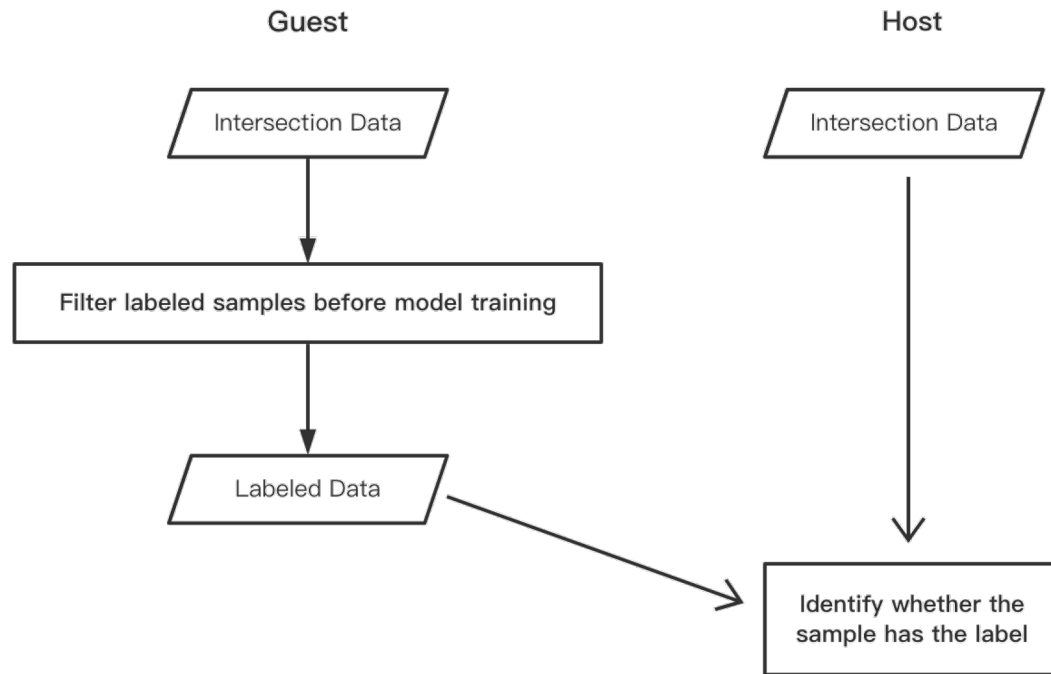 Guest
Host
Intersection Data
Intersection Data
Filter labeled samples before model training
Labeled Data
Identify whether the
sample has the label